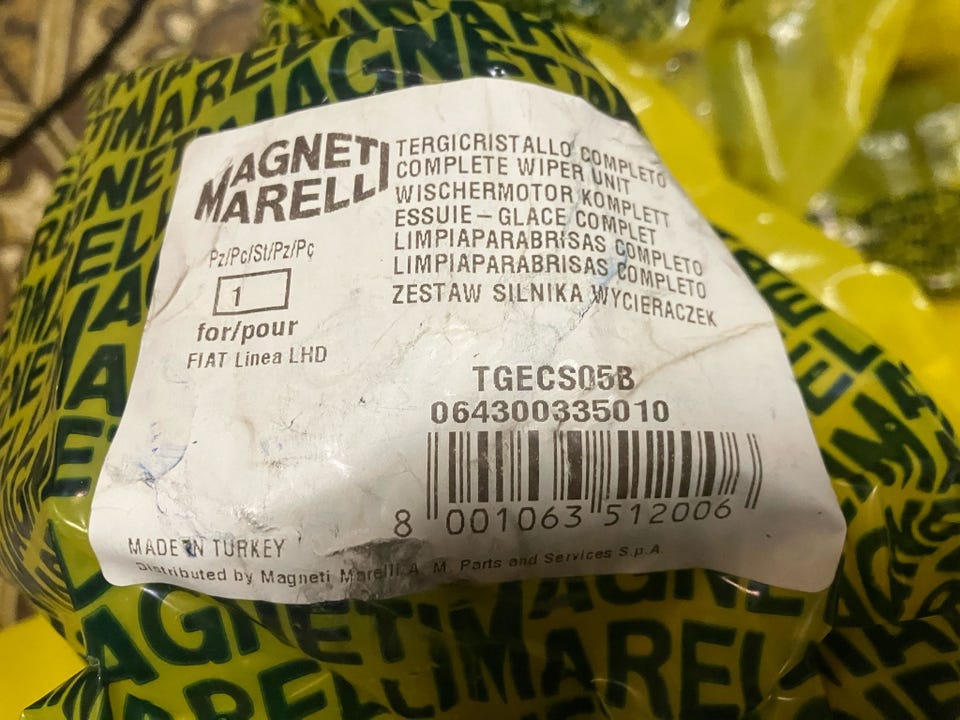 MAGNETI
MARELLI
TERGICRISTALLO COMPLETO
COMPLETE WIPER UNIT
WISCHERMOTOR KOMPLETT
ESSUIE-GLACE COMPLET
LIMPIAPARABRISAS COMPLETO
LIMPIAPARABRISAS COMPLETO
ZESTAW SILNIKA WYCIERACZEK
Pz/Pc/St/Pz/Pç
1
for/pour
FIAT Linea LHD
TGECS05B
064300335010
8 001063 512006
MADE IN TURKEY
Distributed by Magneti Marelli A. M. Parts and Services S.p.A.